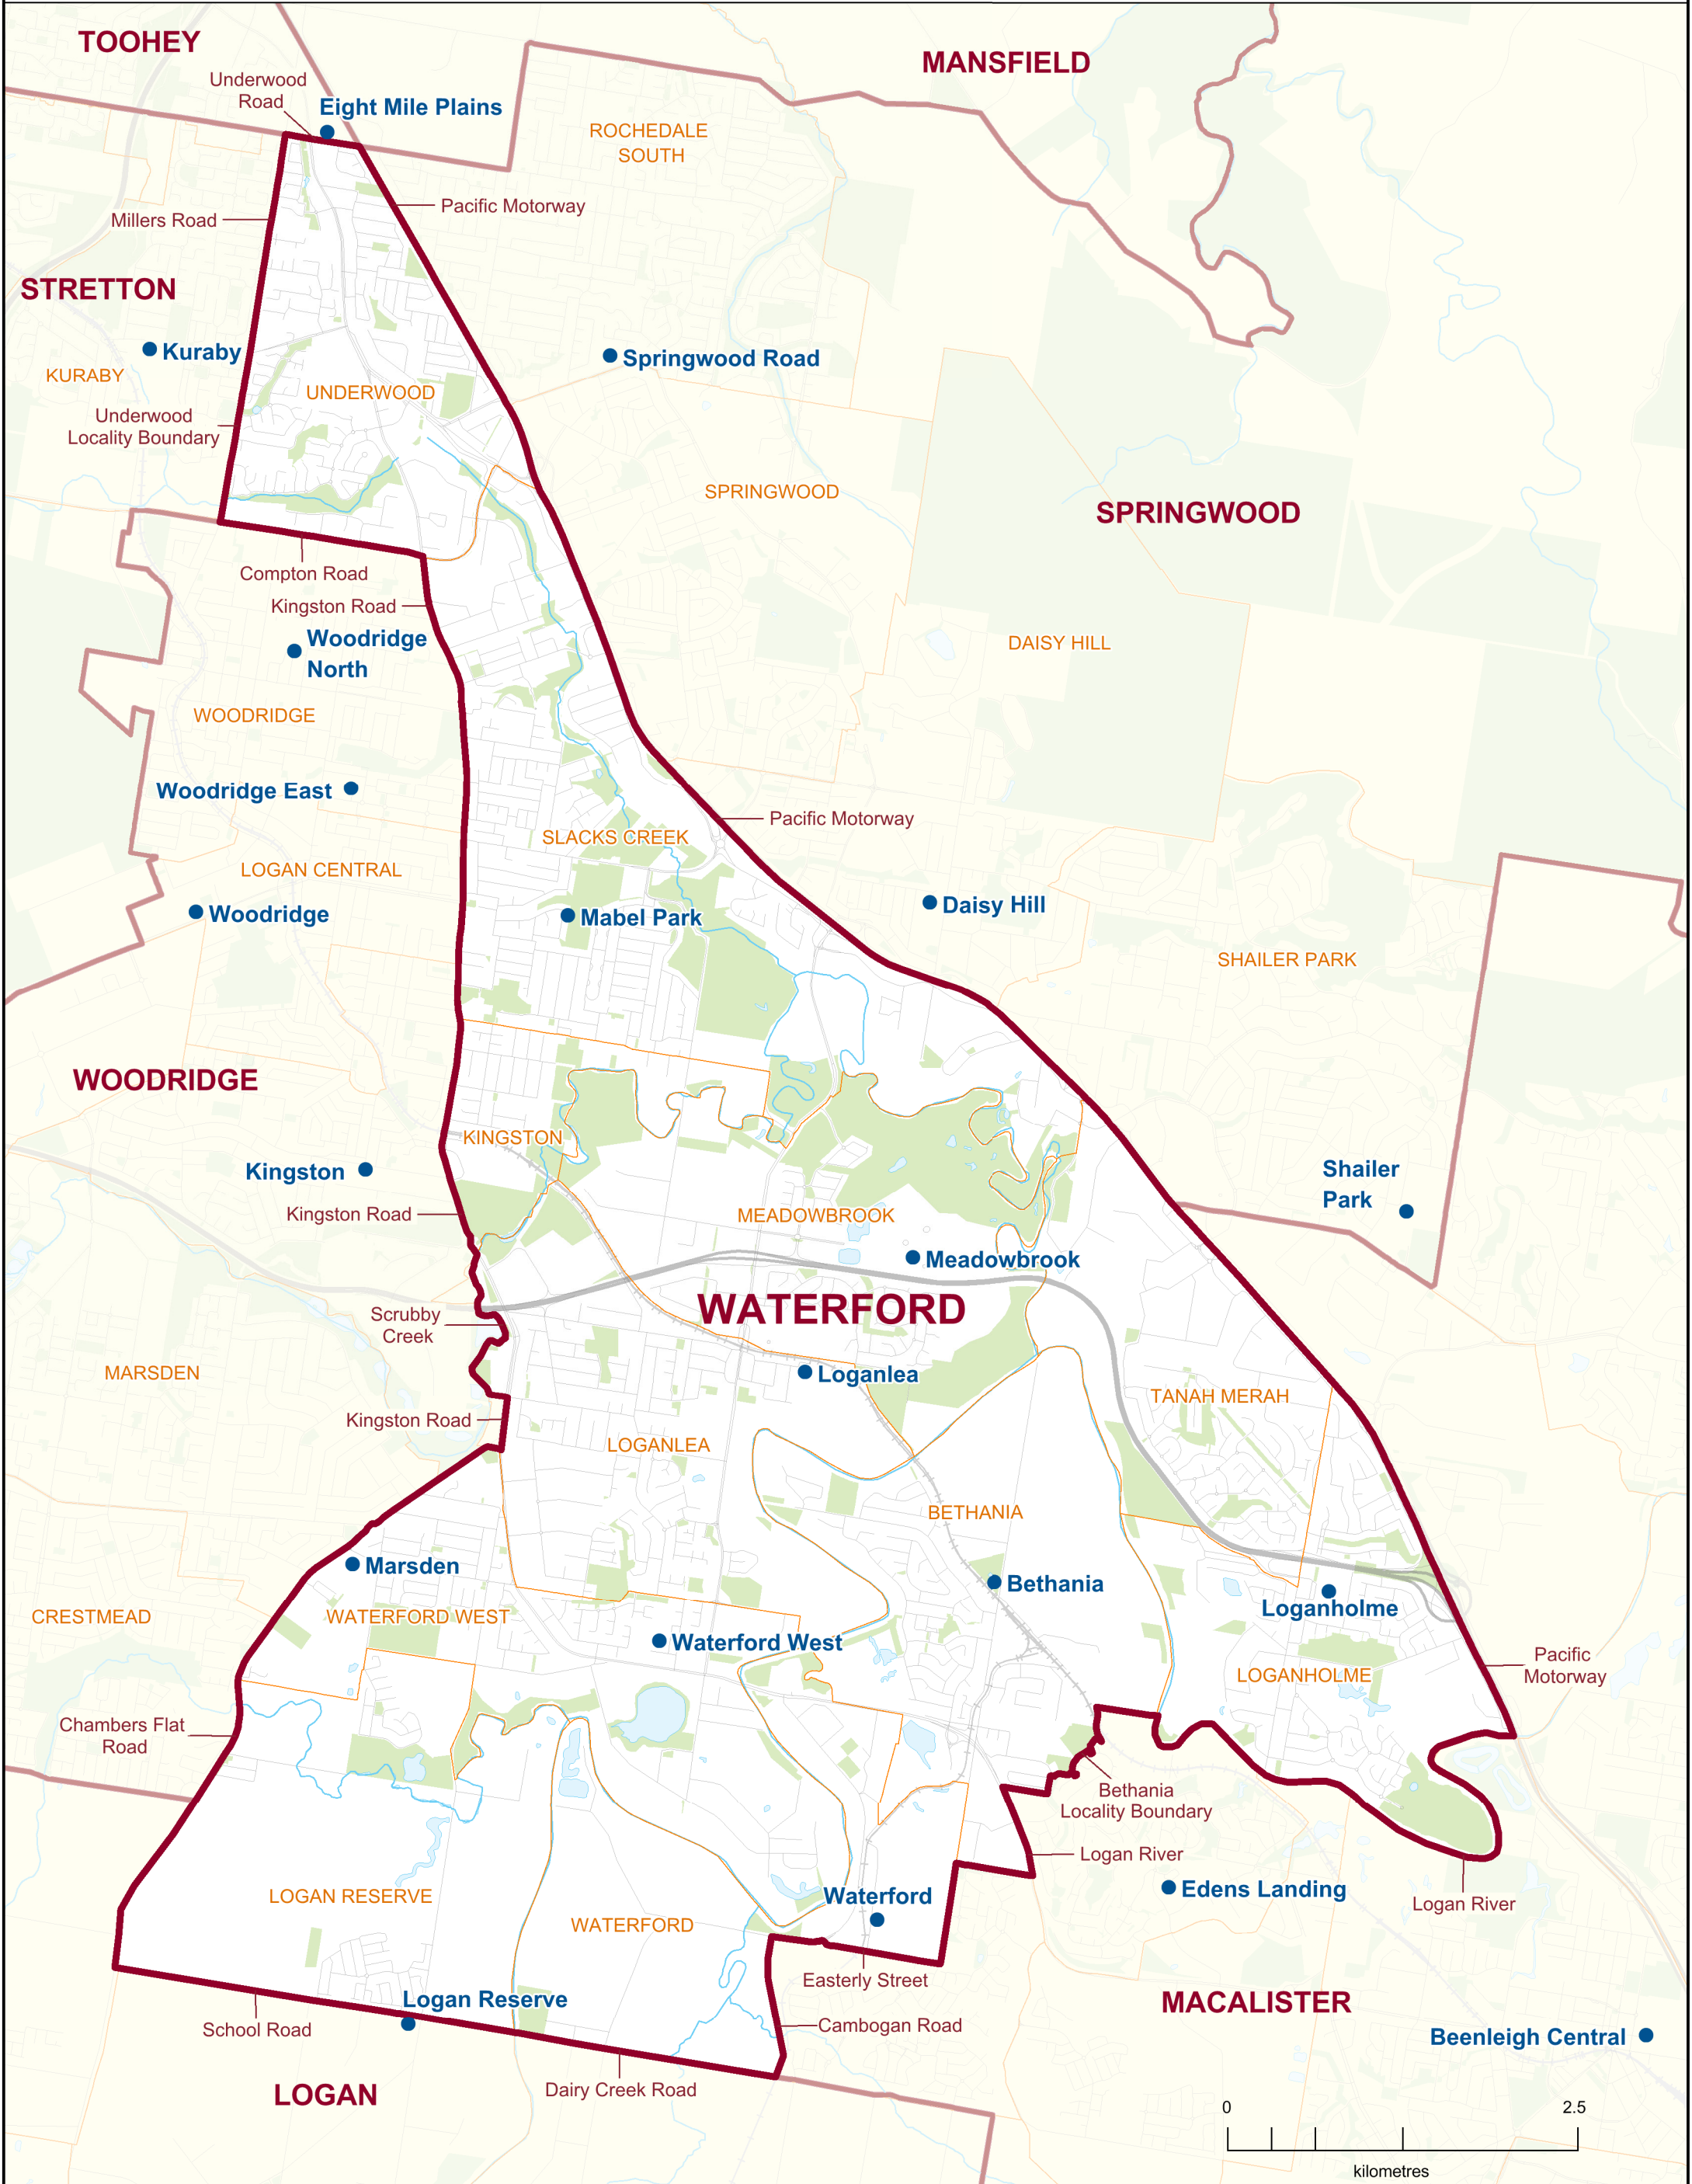 TOOHEY
MANSFIELD
Underwood
Road
Eight Mile Plains
ROCHEDALE
SOUTH
Millers Road
Pacific Motorway
STRETTON
Kuraby
KURABY
Springwood Road
UNDERWOOD
Underwood
Locality Boundary
SPRINGWOOD
SPRINGWOOD
Compton Road
Kingston Road
Woodridge
North
DAISY HILL
WOODRIDGE
Woodridge East
Pacific Motorway
SLACKS CREEK
LOGAN CENTRAL
Woodridge
Mabel Park
Daisy Hill
SHAILER PARK
WOODRIDGE
KINGSTON
Kingston
Shailer
Park
Kingston Road
MEADOWBROOK
Meadowbrook
WATERFORD
Scrubby
Creek
MARSDEN
Loganlea
TANAH MERAH
Kingston Road
LOGANLEA
BETHANIA
Marsden
Bethania
Loganholme
CRESTMEAD
WATERFORD WEST
Waterford West
Pacific
Motorway
LOGANHOLME
Chambers Flat
Road
Bethania
Locality Boundary
Logan River
LOGAN RESERVE
Waterford
Edens Landing
Logan River
WATERFORD
Easterly Street
Logan Reserve
MACALISTER
School Road
Cambogan Road
Beenleigh Central
LOGAN
Dairy Creek Road
0 2.5
kilometres